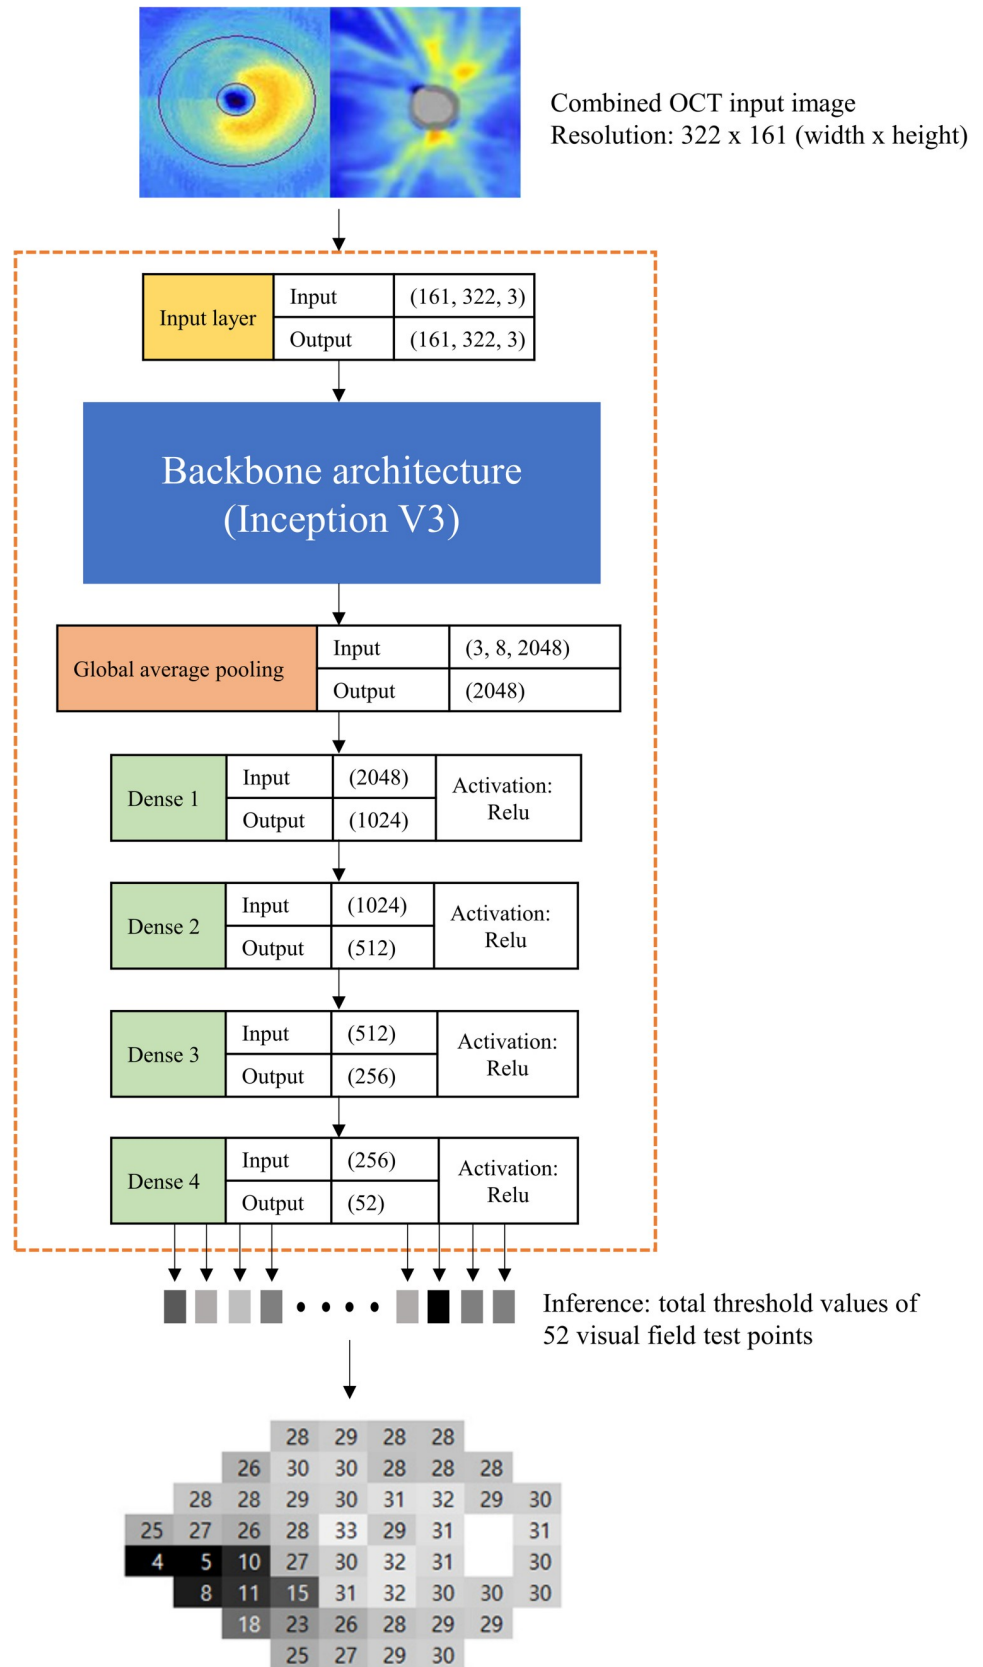 Combined OCT input image
Resolution: 322 x 161 (width x height)
Input layer
Input (161, 322, 3)
Output (161, 322, 3)
Backbone architecture
(Inception V3)
Global average pooling
Input (3, 8, 2048)
Output (2048)
Dense 1
Input (2048)
Output (1024)
Activation:
Relu
Dense 2
Input (1024)
Output (512)
Activation:
Relu
Dense 3
Input (512)
Output (256)
Activation:
Relu
Dense 4
Input (256)
Output (52)
Activation:
Relu
Inference: total threshold values of
52 visual field test points
28 29 28 28
26 30 30 28 28 28
28 28 29 30 31 32 29 30
25 27 26 28 33 29 31 31
4 5 10 27 30 32 31 30
8 11 15 31 32 30 30 30
18 23 26 28 29 29
25 27 29 30